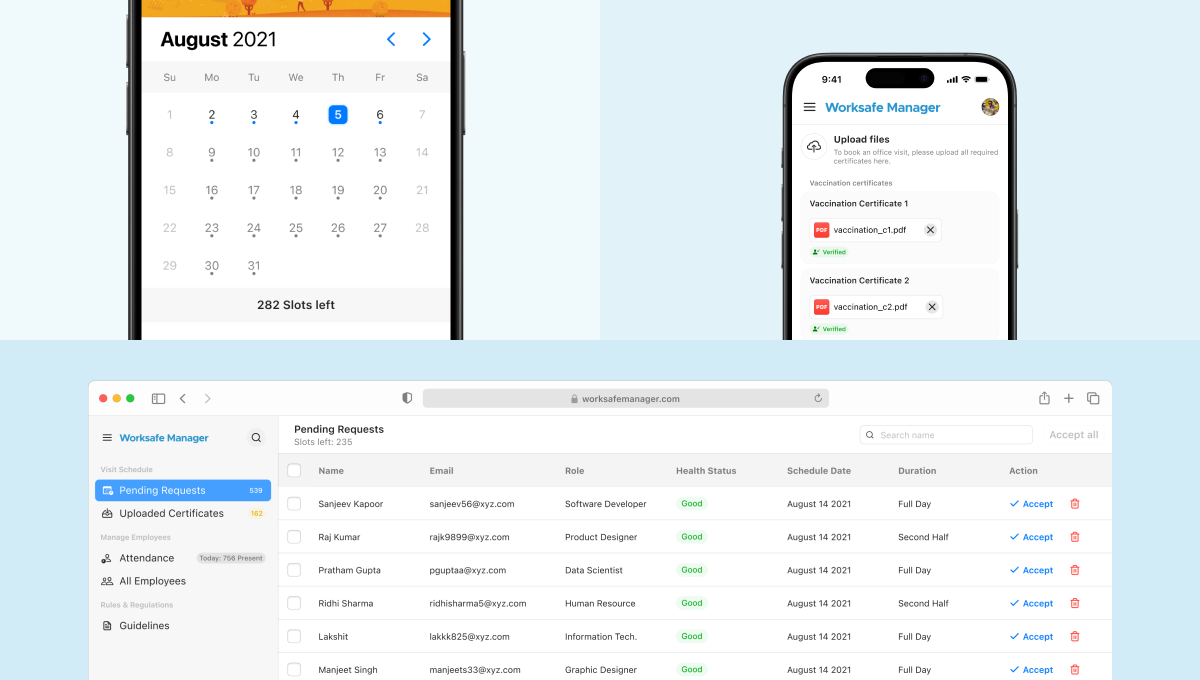 August 2021
Su Mo Tu We Th Fr Sa
1 2 3 4 5 6 7
8 9 10 11 12 13 14
15 16 17 18 19 20 21
22 23 24 25 26 27 28
29 30 31
282 Slots left
9:41
Worksafe Manager
Upload files
To book an office visit, please upload all required
certificates here.
Vaccination certificates
Vaccination Certificate 1
PDF vaccination_c1.pdf
Verified
Vaccination Certificate 2
PDF vaccination_c2.pdf
Verified
worksafemanager.com
Worksafe Manager
Visit Schedule
Pending Requests 539
Uploaded Certificates 162
Manage Employees
Attendance Today: 756 Present
All Employees
Rules & Regulations
Guidelines
Pending Requests
Slots left: 235
Search name
Accept all
Name Email Role Health Status Schedule Date Duration Action
Sanjeev Kapoor sanjeev56@xyz.com Software Developer Good August 14 2021 Full Day Accept
Raj Kumar rajk9899@xyz.com Product Designer Good August 14 2021 Second Half Accept
Pratham Gupta pguptaa@xyz.com Data Scientist Good August 14 2021 Full Day Accept
Ridhi Sharma ridhisharma5@xyz.com Human Resource Good August 14 2021 Second Half Accept
Lakshit lakkk825@xyz.com Information Tech. Good August 14 2021 Full Day Accept
Manjeet Singh manjeets33@xyz.com Graphic Designer Good August 14 2021 Full Day Accept